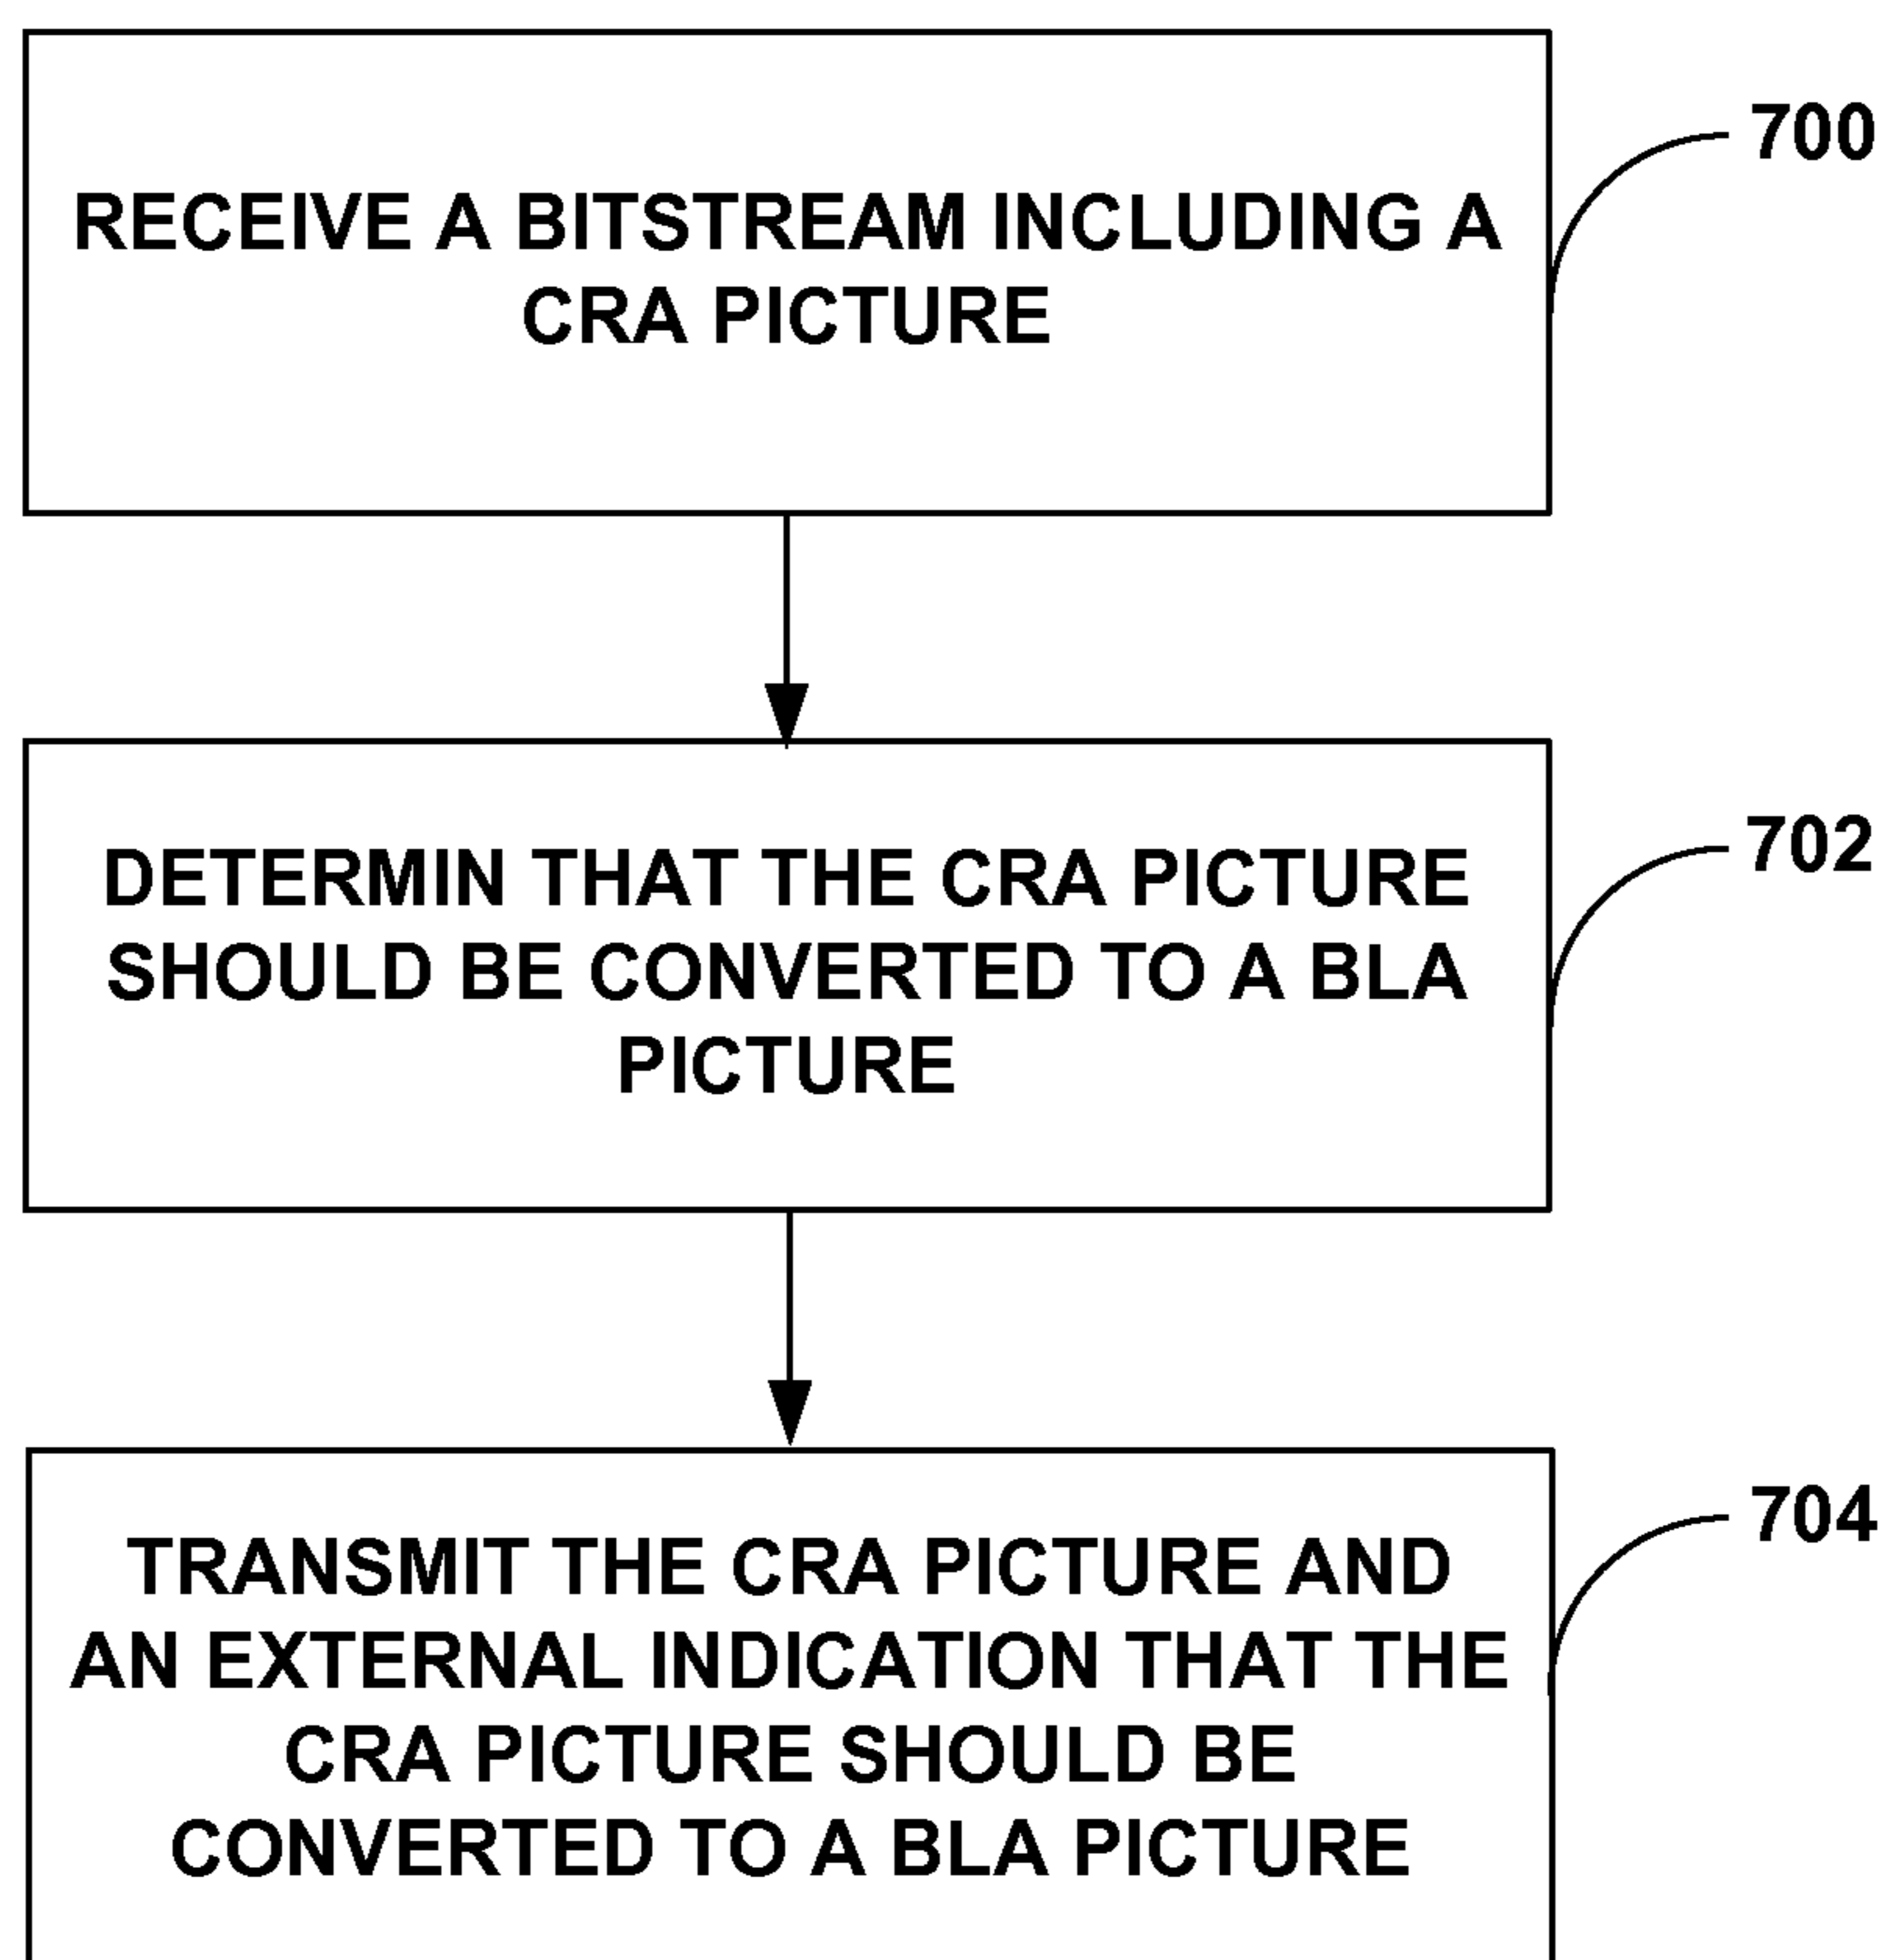 RECEIVE A BITSTREAM INCLUDING A
CRA PICTURE
700
DETERMIN THAT THE CRA PICTURE
SHOULD BE CONVERTED TO A BLA
PICTURE
702
TRANSMIT THE CRA PICTURE AND
AN EXTERNAL INDICATION THAT THE
CRA PICTURE SHOULD BE
CONVERTED TO A BLA PICTURE
704